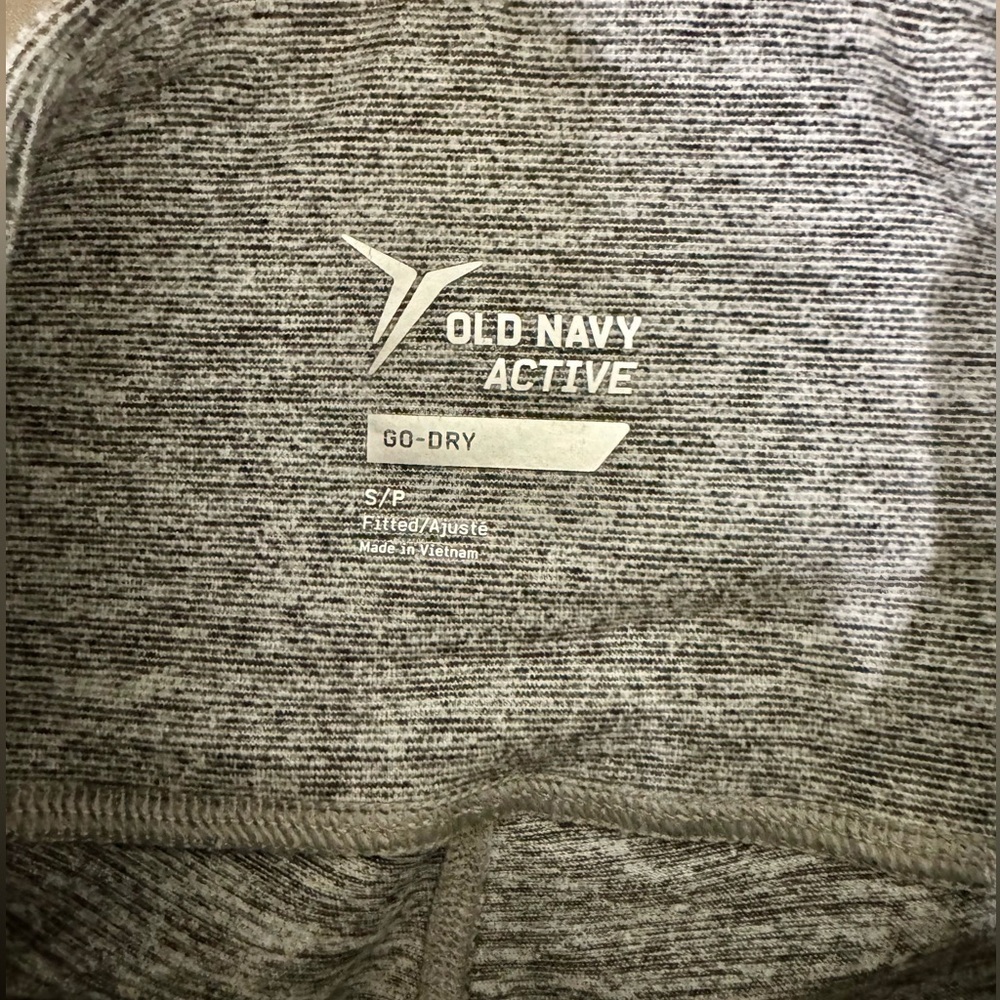 OLD NAVY
ACTIVE
GO-DRY
S/P
Fitted/Ajusté
Made in Vietnam